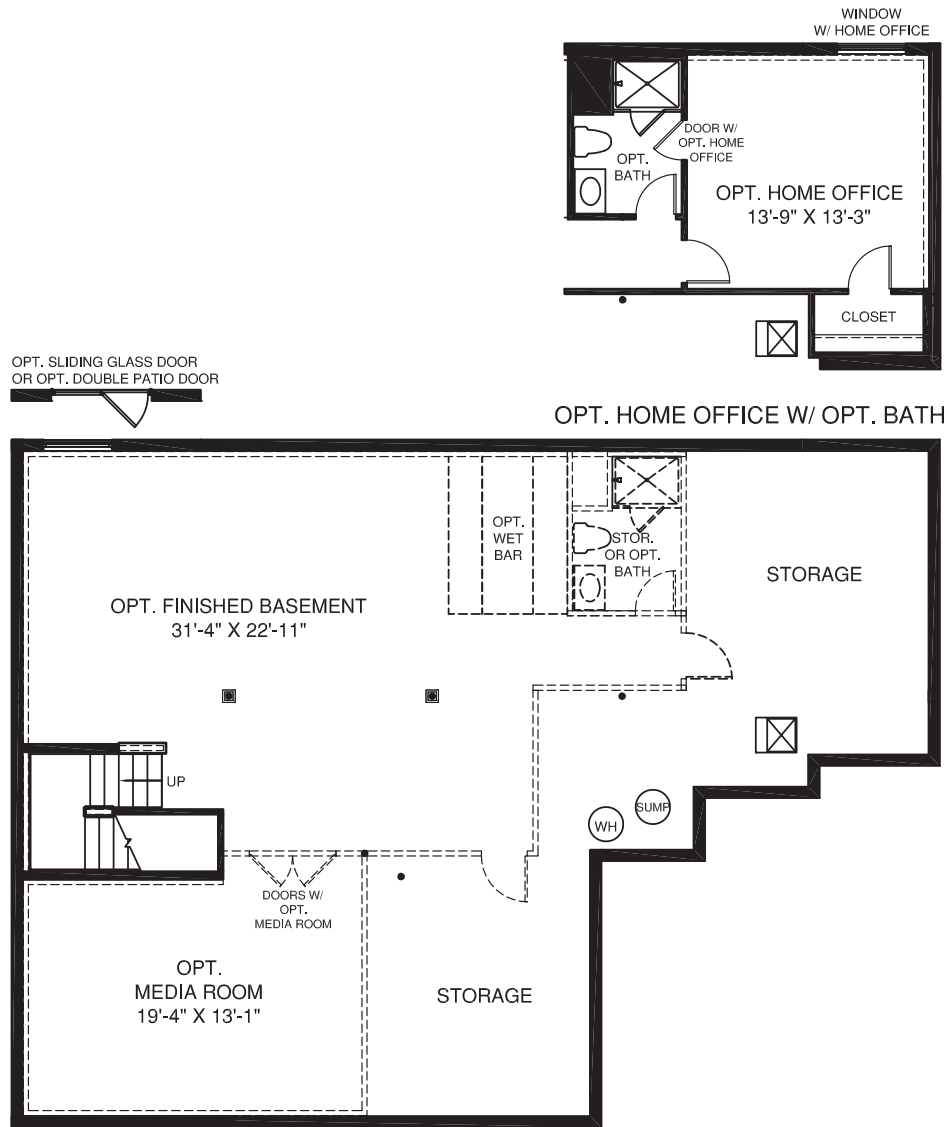 WINDOW
W/ HOME OFFICE
DOOR W/
OPT. HOME
OFFICE
OPT.
BATH
OPT. HOME OFFICE
13'-9" X 13'-3"
CLOSET
OPT. SLIDING GLASS DOOR
OR OPT. DOUBLE PATIO DOOR
OPT. HOME OFFICE W/ OPT. BATH
OPT.
WET
BAR
STOR.
OR OPT.
BATH
STORAGE
OPT. FINISHED BASEMENT
31'-4" X 22'-11"
UP
WH
SUMP
DOORS W/
OPT.
MEDIA ROOM
OPT.
MEDIA ROOM
19'-4" X 13'-1"
STORAGE